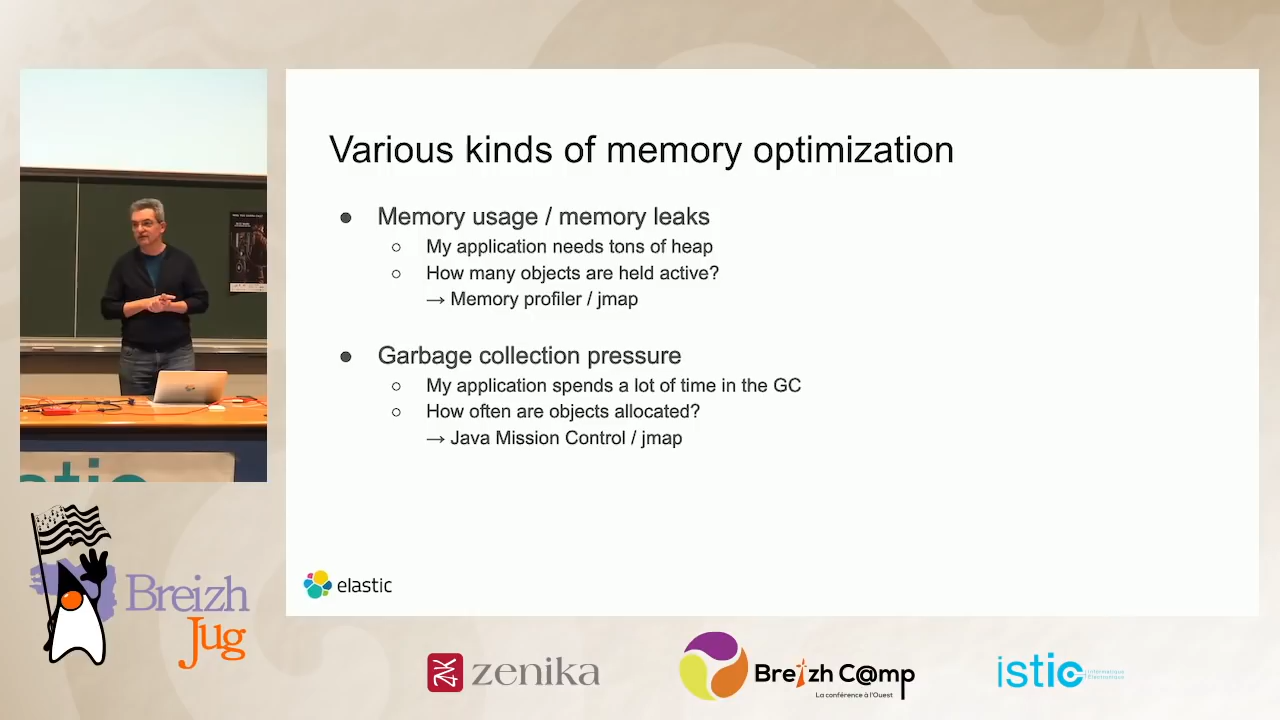 Various kinds of memory optimization
● Memory usage / memory leaks
○ My application needs tons of heap
○ How many objects are held active?
→ Memory profiler / jmap
● Garbage collection pressure
○ My application spends a lot of time in the GC
○ How often are objects allocated?
→ Java Mission Control / jmap
elastic
Breizh
Jug
zenika
Breizh C@mp
La conférence à l'Ouest
istic